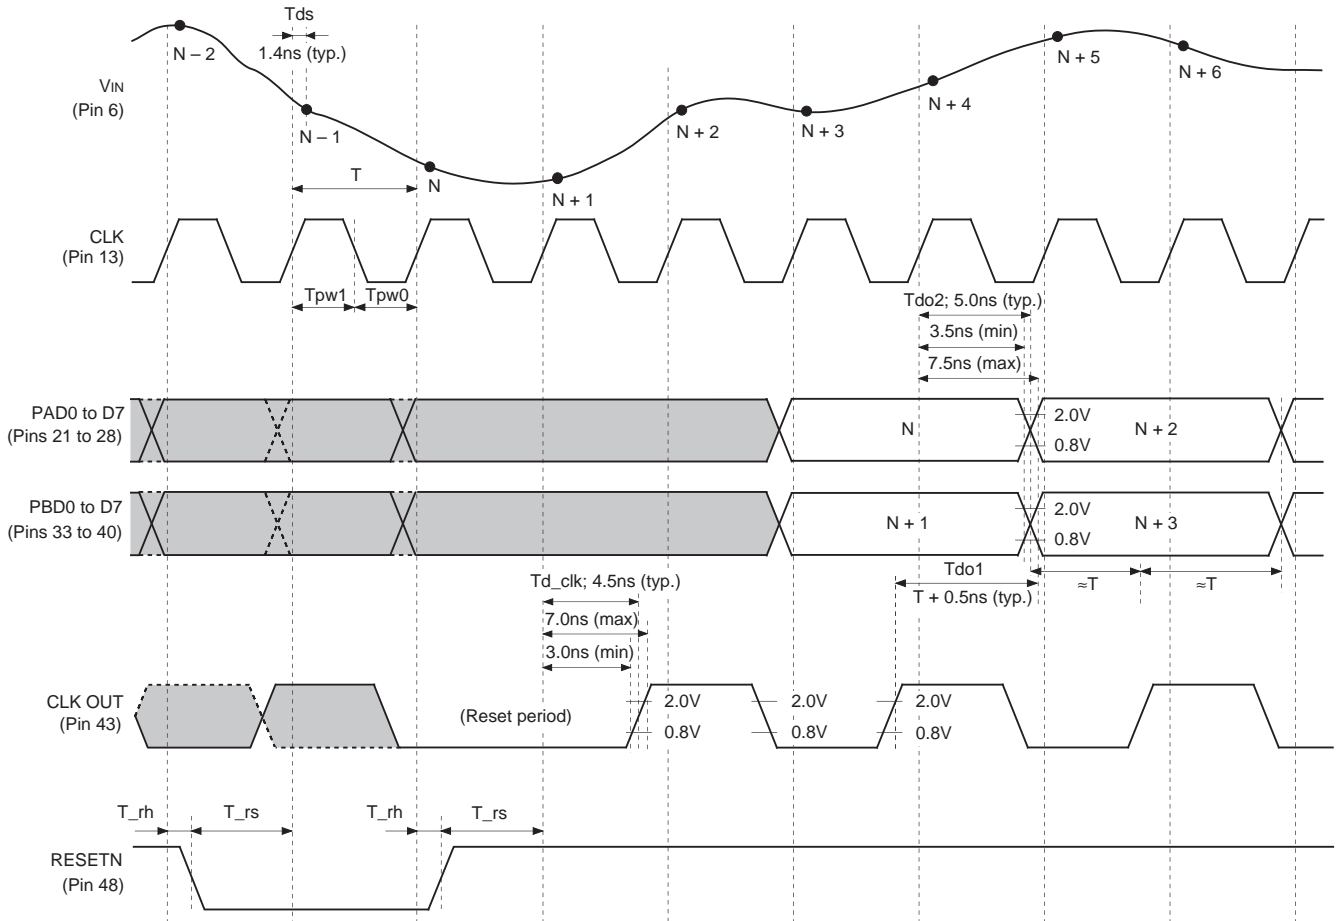 Tds
1.4ns (typ.)
N – 2
N – 1
N
N + 1
N + 2
N + 3
N + 4
N + 5
N + 6
VIN
(Pin 6)
T
CLK
(Pin 13)
Tpw1
Tpw0
Tdo2; 5.0ns (typ.)
3.5ns (min)
7.5ns (max)
PAD0 to D7
(Pins 21 to 28)
N
2.0V
0.8V
N + 2
PBD0 to D7
(Pins 33 to 40)
N + 1
2.0V
0.8V
N + 3
Tdo1
T + 0.5ns (typ.)
≈T
≈T
Td_clk; 4.5ns (typ.)
7.0ns (max)
3.0ns (min)
CLK OUT
(Pin 43)
(Reset period)
2.0V
0.8V
2.0V
0.8V
2.0V
0.8V
T_rh
T_rs
T_rh
T_rs
RESETN
(Pin 48)